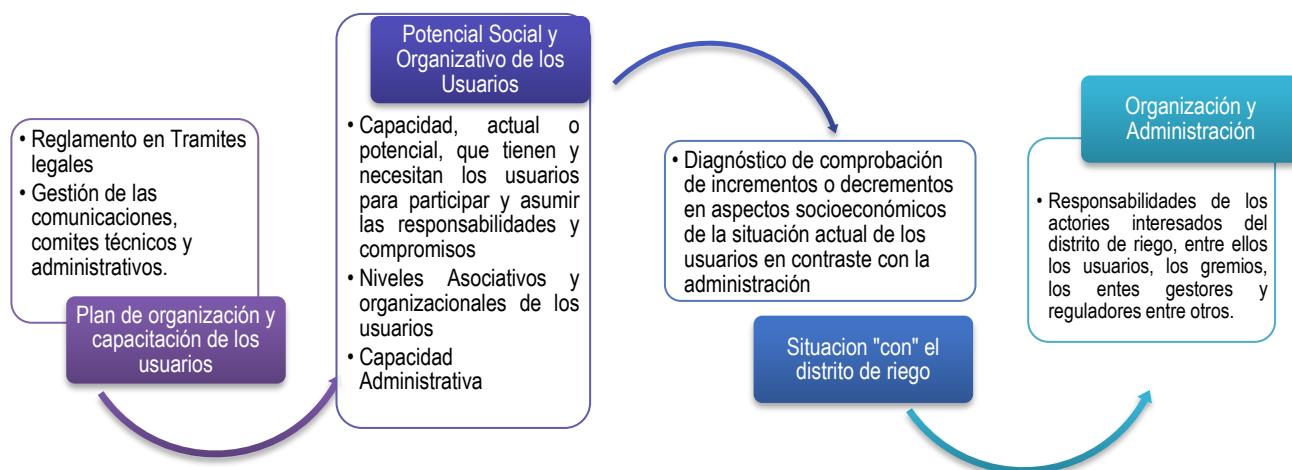 • Reglamento en Tramites
legales
• Gestión de las
comunicaciones,
comites técnicos y
administrativos.
Plan de organización y
capacitación de los
usuarios
Potencial Social y
Organizativo de los
Usuarios
• Capacidad, actual o
potencial, que tienen y
necesitan los usuarios
para participar y asumir
las responsabilidades y
compromisos
• Niveles Asociativos y
organizacionales de los
usuarios
• Capacidad
Administrativa
• Diagnóstico de comprobación
de incrementos o decrementos
en aspectos socioeconómicos
de la situación actual de los
usuarios en contraste con la
administración
Situacion "con" el
distrito de riego
Organización y
Administración
• Responsabilidades de los
actories interesados del
distrito de riego, entre ellos
los usuarios, los gremios,
los entes gestores y
reguladores entre otros.